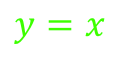 y = x